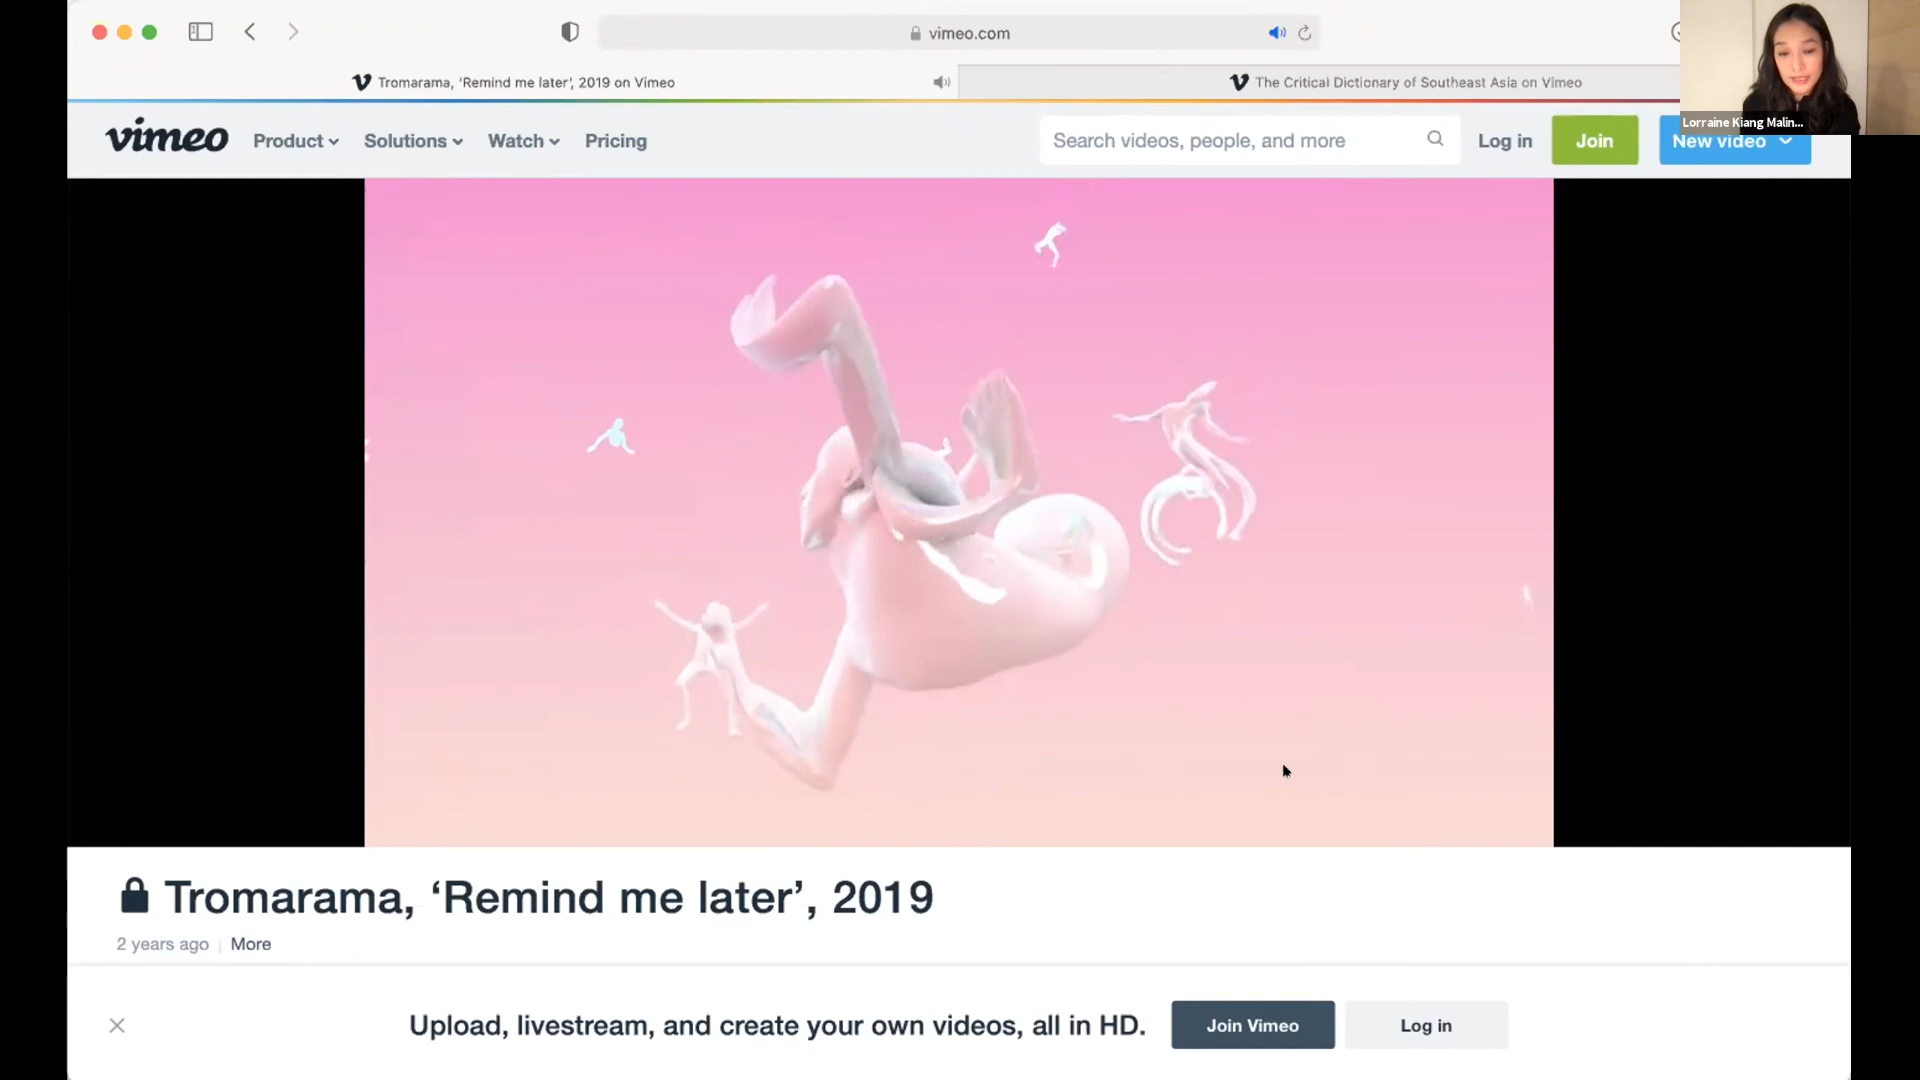 vimeo.com
Tromarama, ‘Remind me later’, 2019 on Vimeo
The Critical Dictionary of Southeast Asia on Vimeo
Lorraine Kiang Malin...
vimeo Product Solutions Watch Pricing Search videos, people, and more Log in Join New video
Tromarama, ‘Remind me later’, 2019
2 years ago | More
Upload, livestream, and create your own videos, all in HD. Join Vimeo Log in